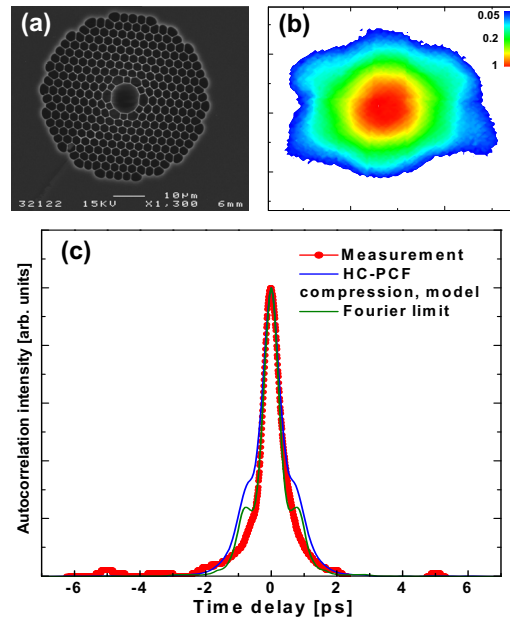 (a)
10µm
32122 15KV X1,300 6mm
(b)
0.05
0.2
1
(c)
Measurement
HC-PCF
compression, model
Fourier limit
Autocorrelation intensity [arb. units]
-6 -4 -2 0 2 4 6
Time delay [ps]